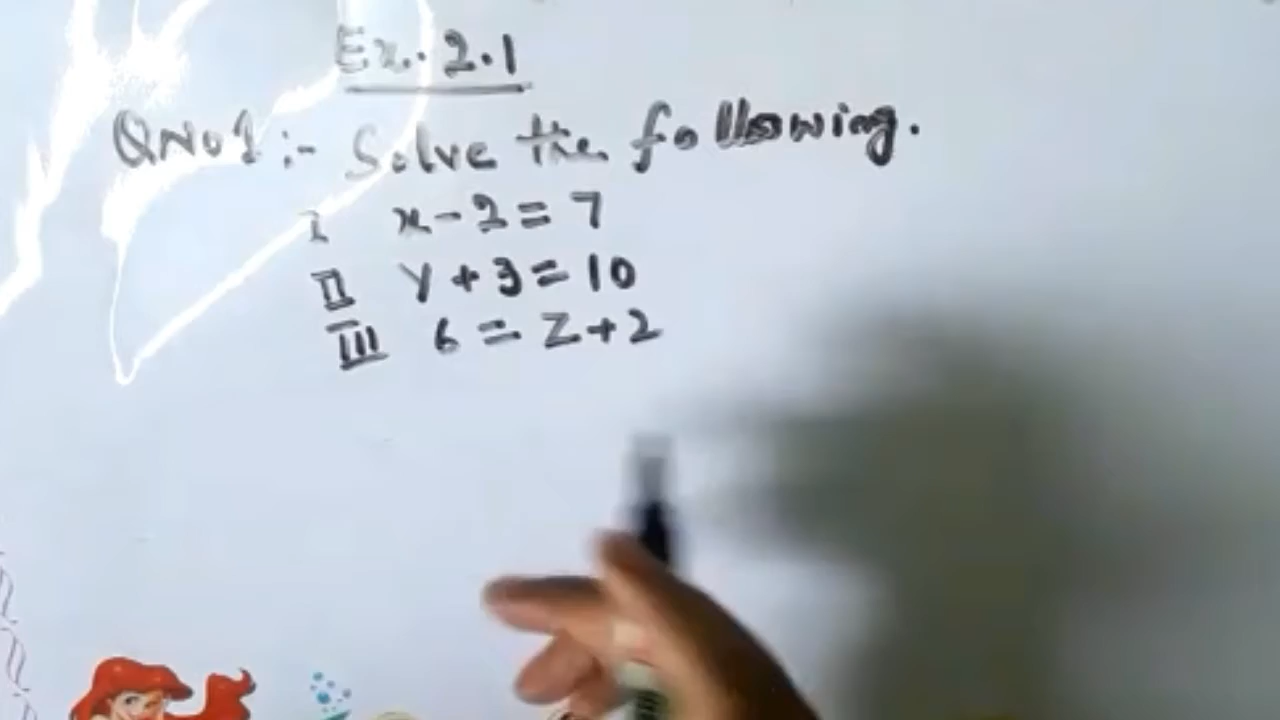 Ex. 2.1
QNo1:- Solve the following.
I x - 2 = 7
II y + 3 = 10
III 6 = Z + 2